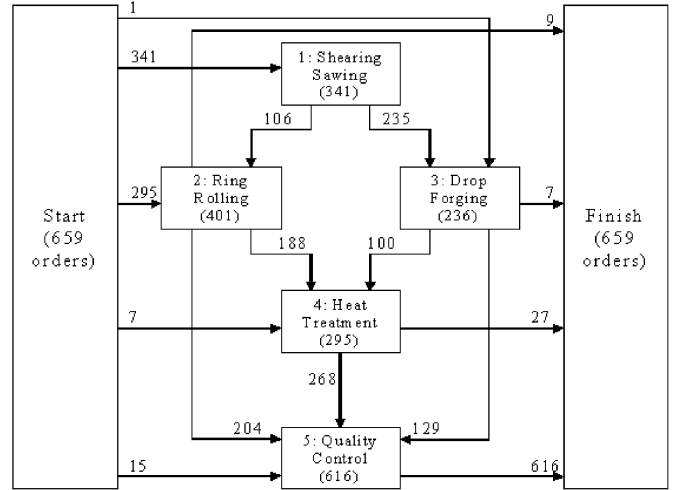 1
9
341
1: Shearing
Sawing
(341)
106
235
295
2: Ring
Rolling
(401)
3: Drop
Forging
(236)
7
Start
(659
orders)
Finish
(659
orders)
188
100
7
4: Heat
Treatment
(295)
27
268
204
129
5: Quality
Control
(616)
15
616